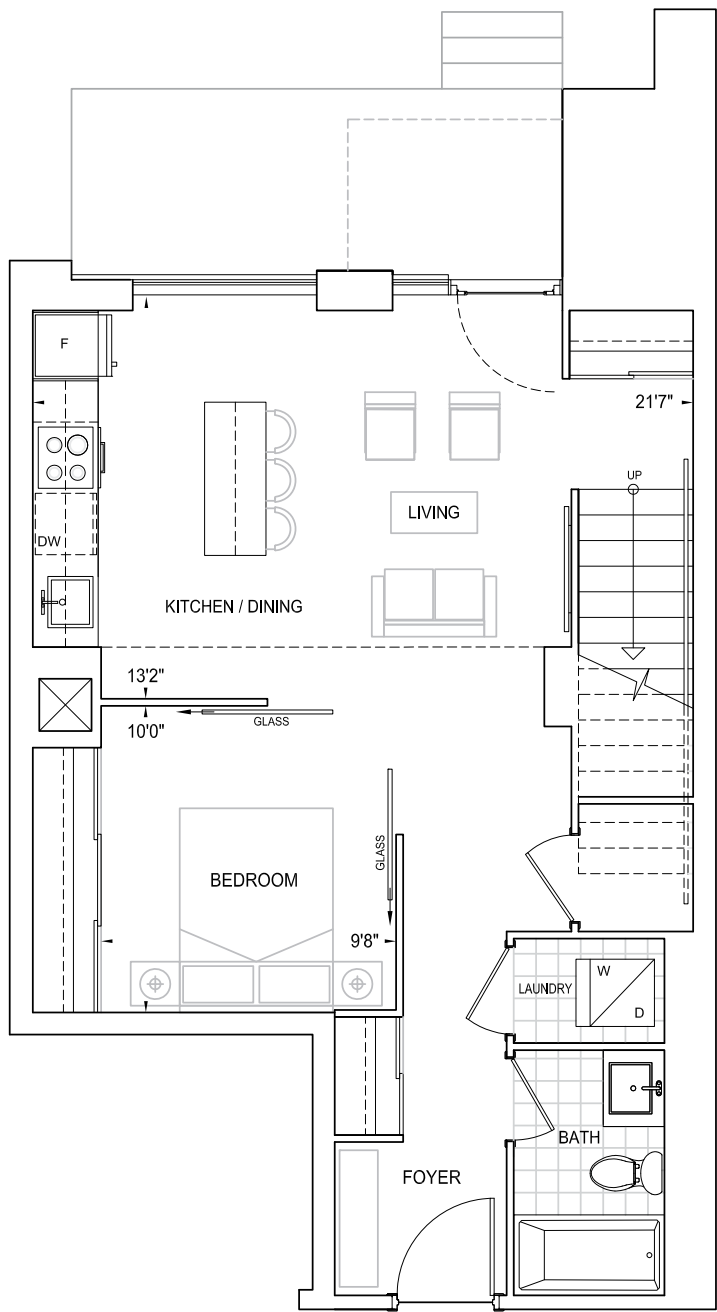 F
21'7"
UP
LIVING
DW
KITCHEN / DINING
13'2"
10'0"
GLASS
GLASS
BEDROOM
9'8"
W
LAUNDRY
D
BATH
FOYER